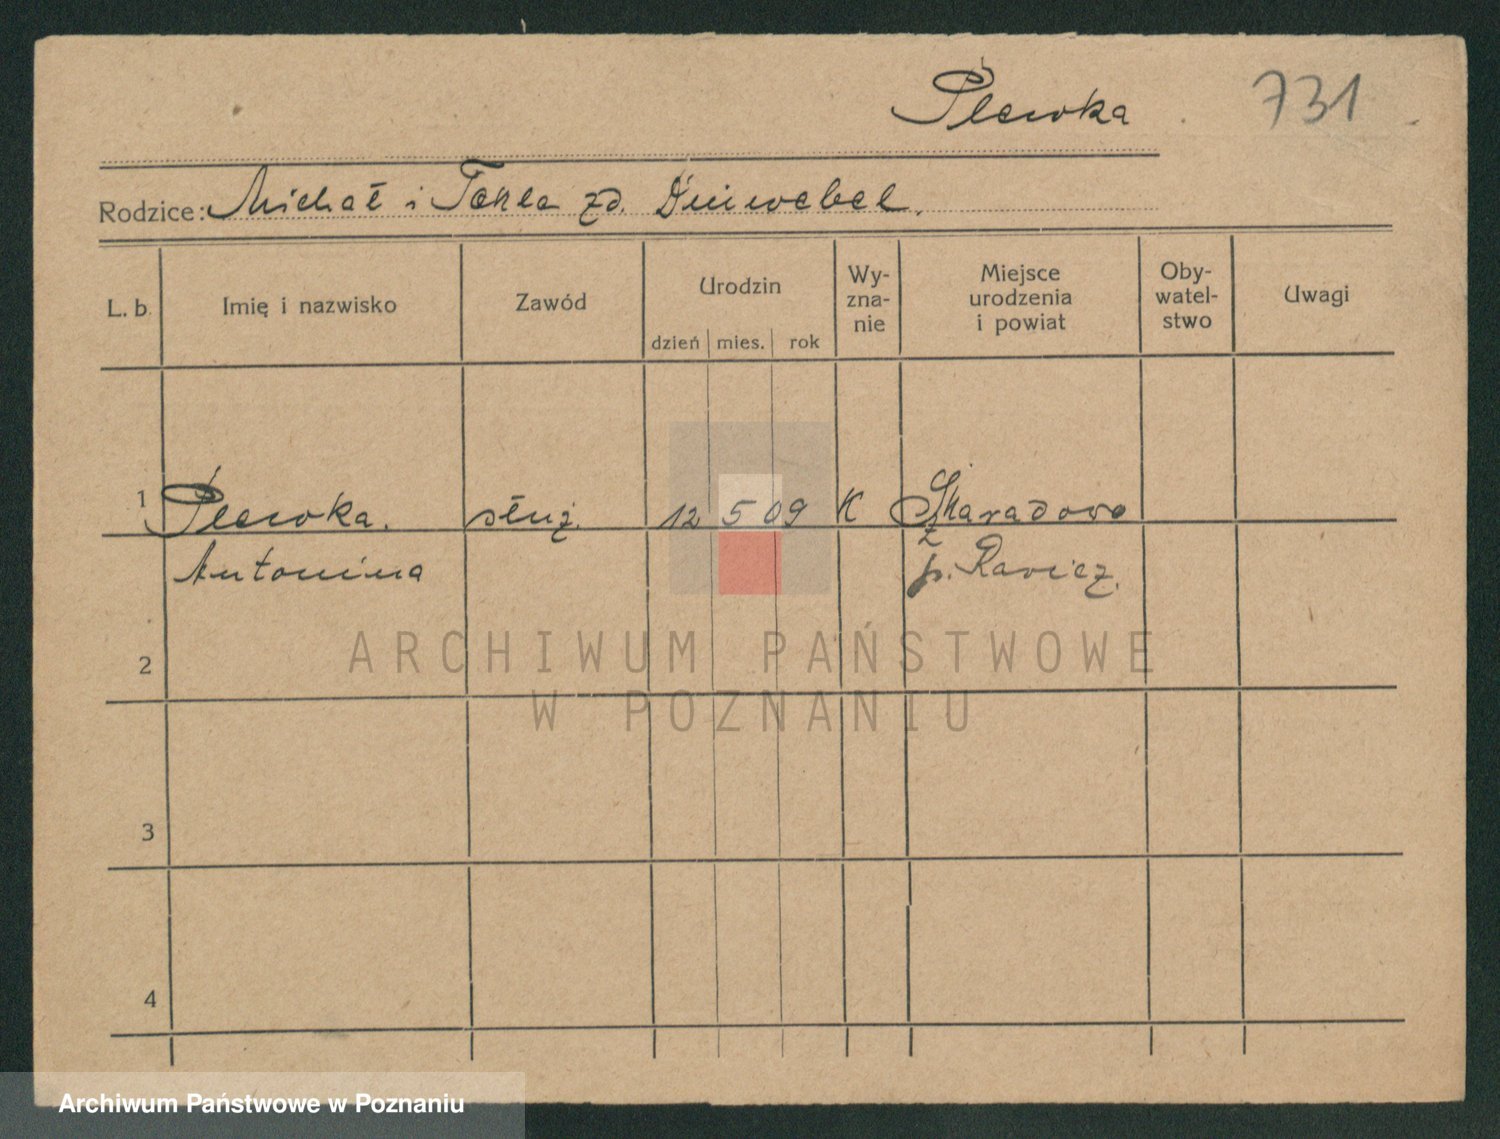 Plewka
731
Rodzice: Michał i Tekla zd.
L. b.
Imię i nazwisko
Zawód
Urodzin
dzień mies. rok
Wy-
zna-
nie
Miejsce
urodzenia
i powiat
Oby-
watel-
stwo
Uwagi
1 Plewka. służ. 12 5 09 K Skaradowo
Antonina p. Rawicz.
2
3
4
ARCHIWUM PAŃSTWOWE
W POZNANIU
Archiwum Państwowe w Poznaniu